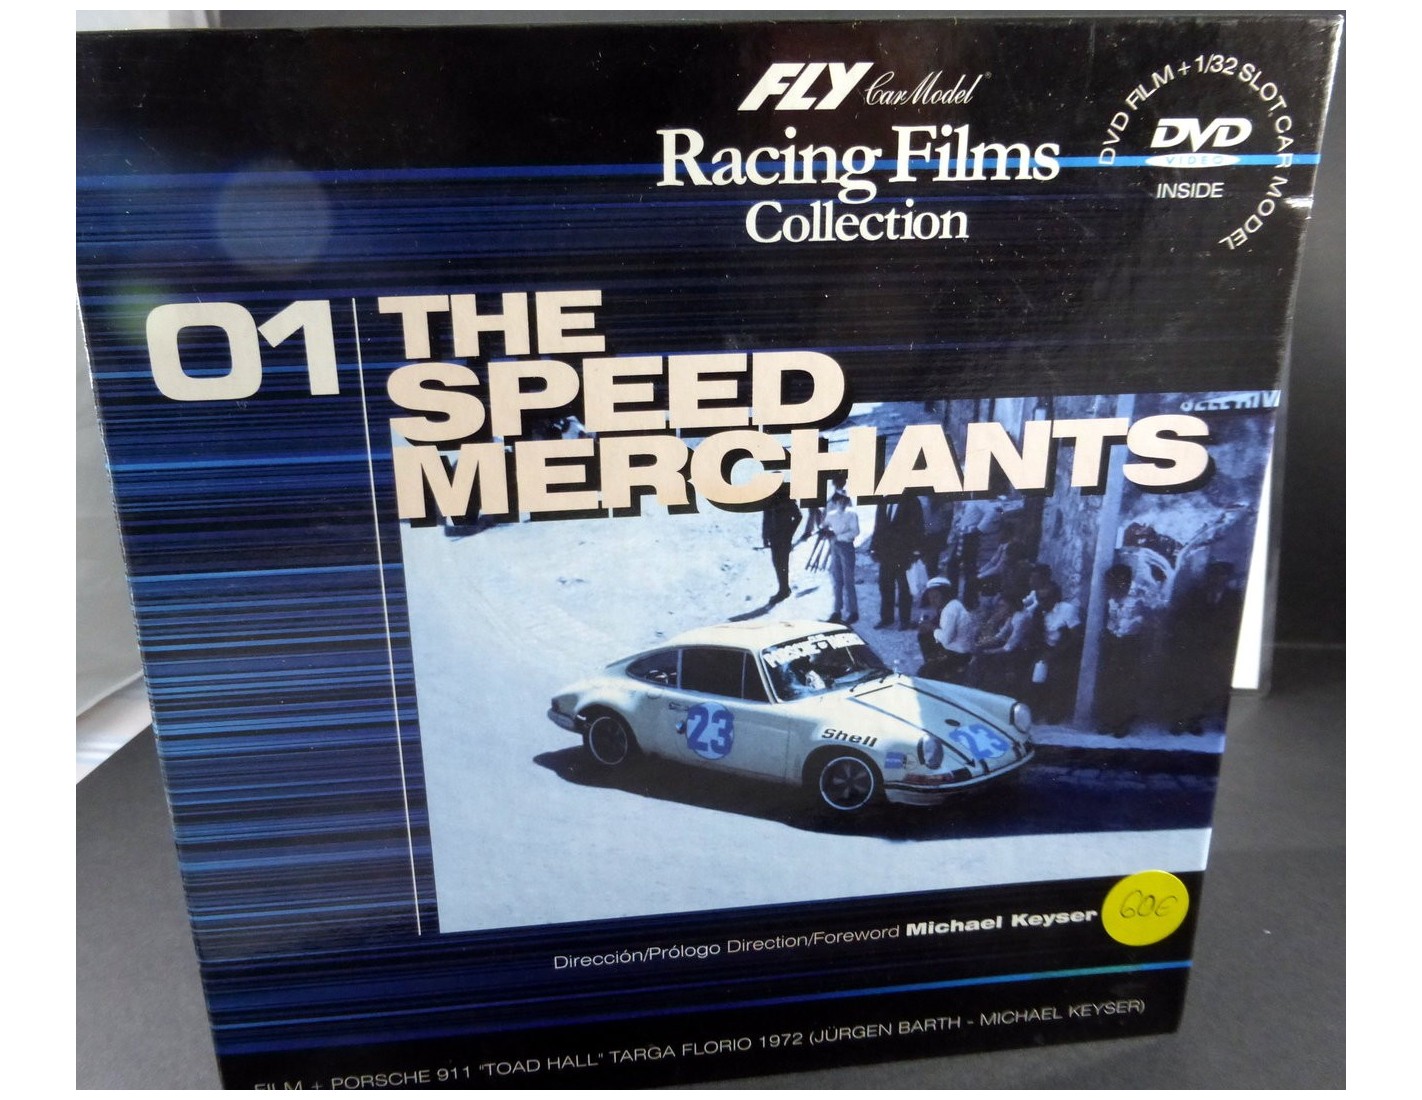 FLY Car Model
Racing Films
Collection
DVD FILM + 1/32 SLOT CAR MODEL
DVD
VIDEO
INSIDE
01
THE
SPEED
MERCHANTS
23
Shell
23
Dirección/Prólogo Direction/Foreword Michael Keyser
60€
FILM + PORSCHE 911 "TOAD HALL" TARGA FLORIO 1972 (JÜRGEN BARTH - MICHAEL KEYSER)